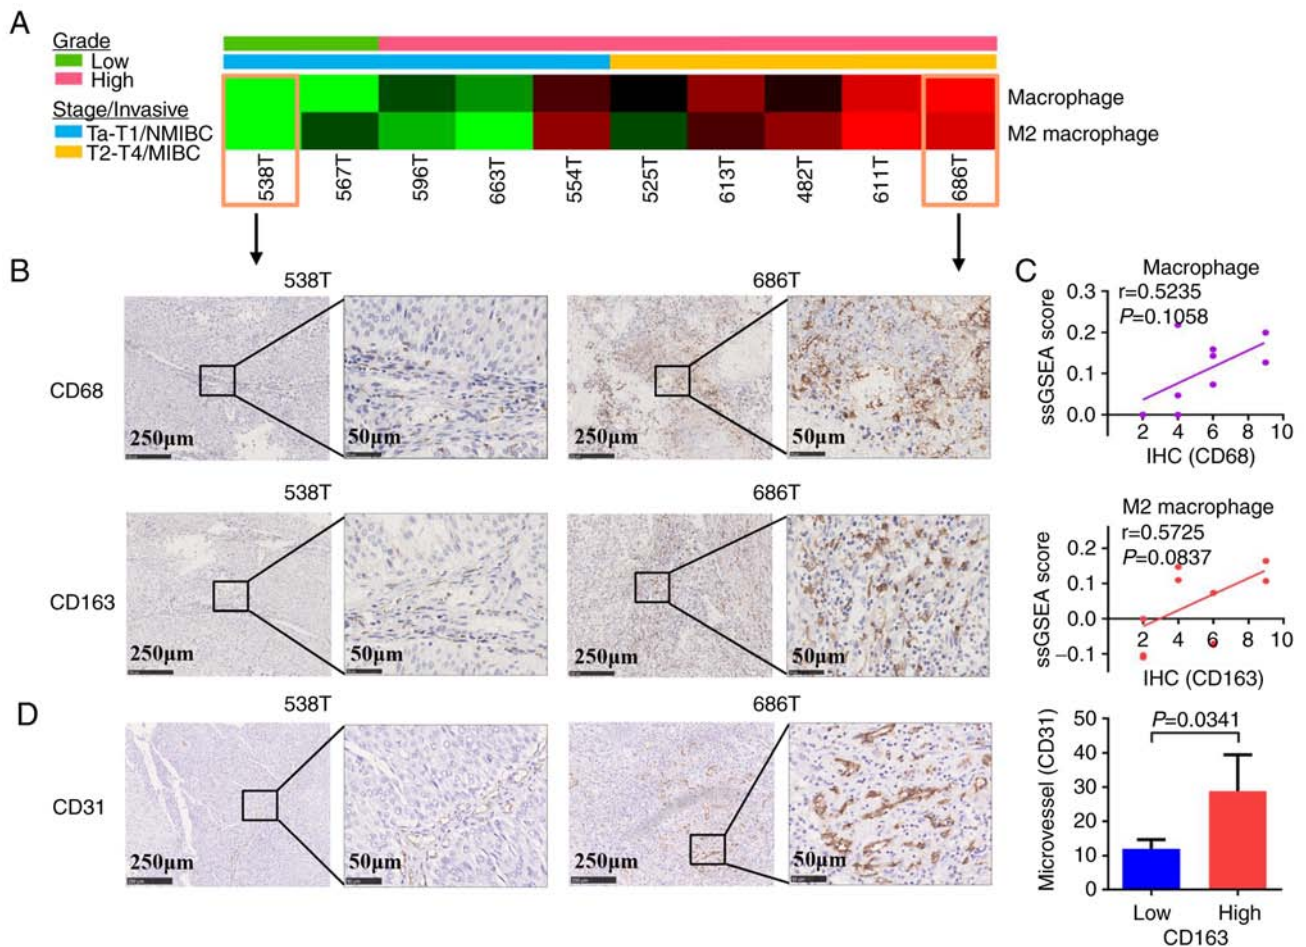 A
Grade
Low
High
Stage/Invasive
Ta-T1/NMIBC
T2-T4/MIBC
Macrophage
M2 macrophage
538T
567T
596T
663T
554T
525T
613T
482T
611T
686T
B
538T
686T
CD68
250μm
50μm
250μm
50μm
538T
686T
CD163
250μm
50μm
250μm
50μm
C
Macrophage
r=0.5235
P=0.1058
ssGSEA score
0.3
0.2
0.1
0.0
2 4 6 8 10
IHC (CD68)
M2 macrophage
r=0.5725
P=0.0837
ssGSEA score
0.2
0.1
0.0
−0.1
2 4 6 8 10
IHC (CD163)
D
538T
686T
CD31
250μm
50μm
250μm
50μm
Microvessel (CD31)
50
40
30
20
10
0
P=0.0341
Low High
CD163